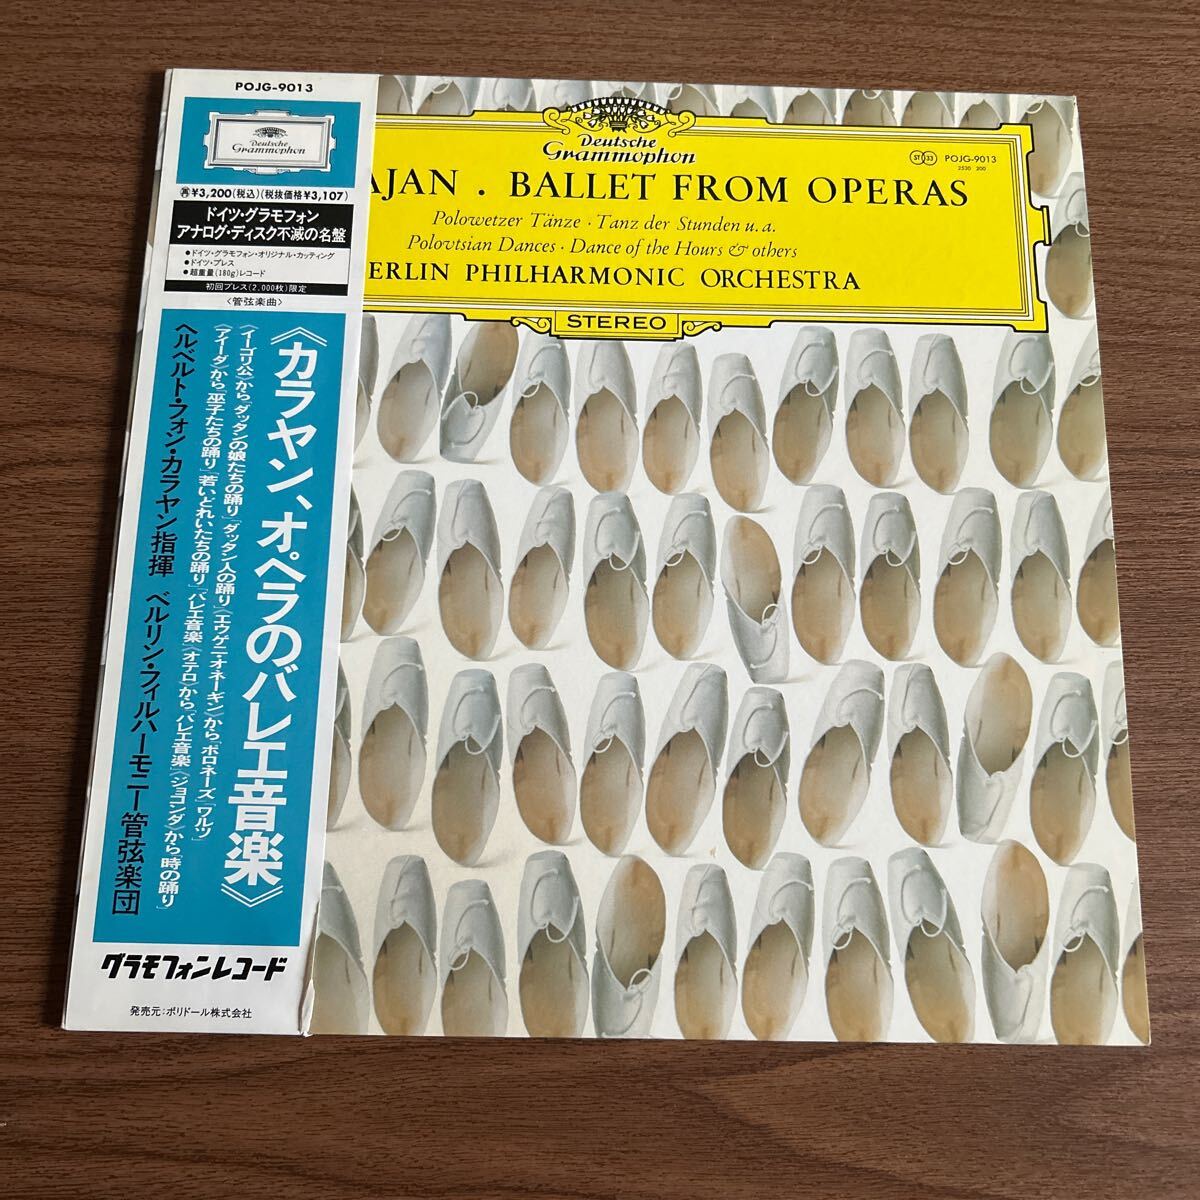 POJG-9013
Deutsche
Grammophon
再¥3,200(税込)(税抜価格¥3,107)
ドイツ・グラモフォン
アナログ・ディスク不滅の名盤
●ドイツ・グラモフォン・オリジナル・カッティング
●ドイツ・プレス
●超重量(180g)レコード
初回プレス(2,000枚)限定
〈管弦楽曲〉
《カラヤン、オペラのバレエ音楽》
〈イーゴリ公〉から「ダッタンの娘たちの踊り」「ダッタン人の踊り」〈エウゲニ・オネーギン〉から「ポロネーズ」「ワルツ」
〈アイーダ〉から「巫子たちの踊り」「若いどれいたちの踊り」「バレエ音楽」〈オテロ〉から「バレエ音楽」〈ジョコンダ〉から「時の踊り」
ヘルベルト・フォン・カラヤン指揮 ベルリン・フィルハーモニー管弦楽団
グラモフォンレコード
発売元:ポリドール株式会社
Deutsche
Grammophon
ST 33 POJG-9013
2530 200
AJAN . BALLET FROM OPERAS
Polowetzer Tänze · Tanz der Stunden u. a.
Polovtsian Dances · Dance of the Hours & others
ERLIN PHILHARMONIC ORCHESTRA
STEREO